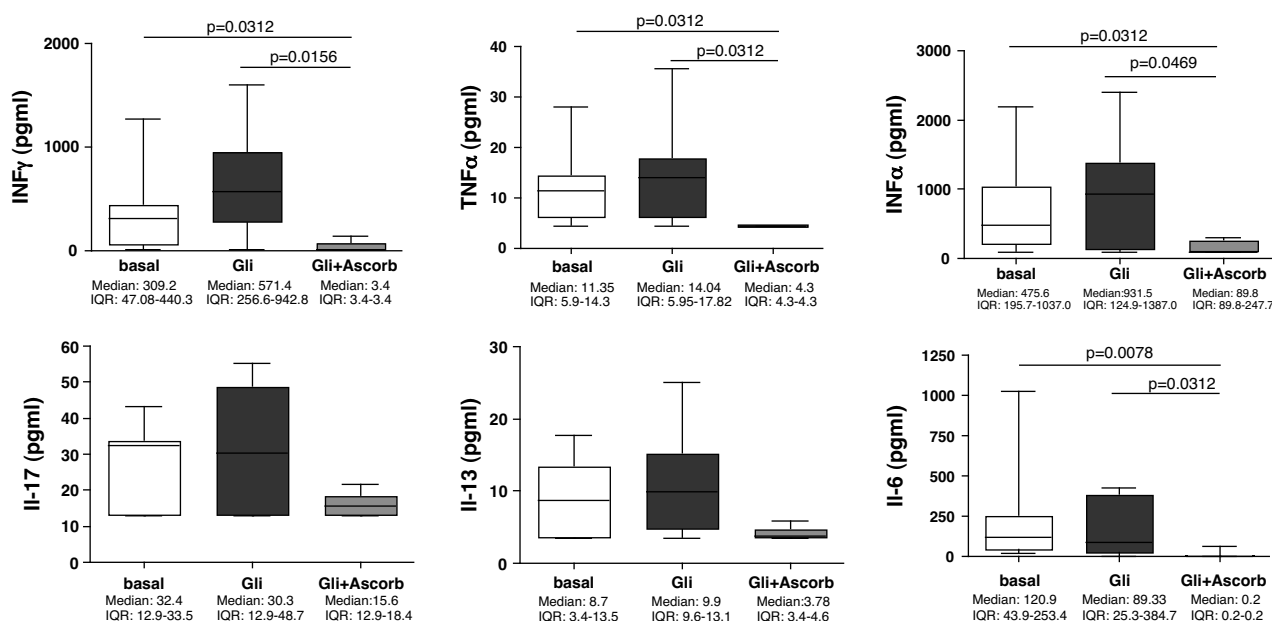 p=0.0312
p=0.0156
INFγ (pgml)
2000
1000
0
basal Gli Gli+Ascorb
Median: 309.2 Median: 571.4 Median: 3.4
IQR: 47.08-440.3 IQR: 256.6-942.8 IQR: 3.4-3.4
p=0.0312
p=0.0312
TNFα (pgml)
40
30
20
10
0
basal Gli Gli+Ascorb
Median: 11.35 Median: 14.04 Median: 4.3
IQR: 5.9-14.3 IQR: 5.95-17.82 IQR: 4.3-4.3
p=0.0312
p=0.0469
INFα (pgml)
3000
2000
1000
0
basal Gli Gli+Ascorb
Median: 475.6 Median:931.5 Median: 89.8
IQR: 195.7-1037.0 IQR: 124.9-1387.0 IQR: 89.8-247.7
Il-17 (pgml)
60
50
40
30
20
10
0
basal Gli Gli+Ascorb
Median: 32.4 Median: 30.3 Median:15.6
IQR: 12.9-33.5 IQR: 12.9-48.7 IQR: 12.9-18.4
Il-13 (pgml)
30
20
10
0
basal Gli Gli+Ascorb
Median: 8.7 Median: 9.9 Median:3.78
IQR: 3.4-13.5 IQR: 9.6-13.1 IQR: 3.4-4.6
p=0.0078
p=0.0312
Il-6 (pgml)
1250
1000
750
500
250
0
basal Gli Gli+Ascorb
Median: 120.9 Median: 89.33 Median: 0.2
IQR: 43.9-253.4 IQR: 25.3-384.7 IQR: 0.2-0.2